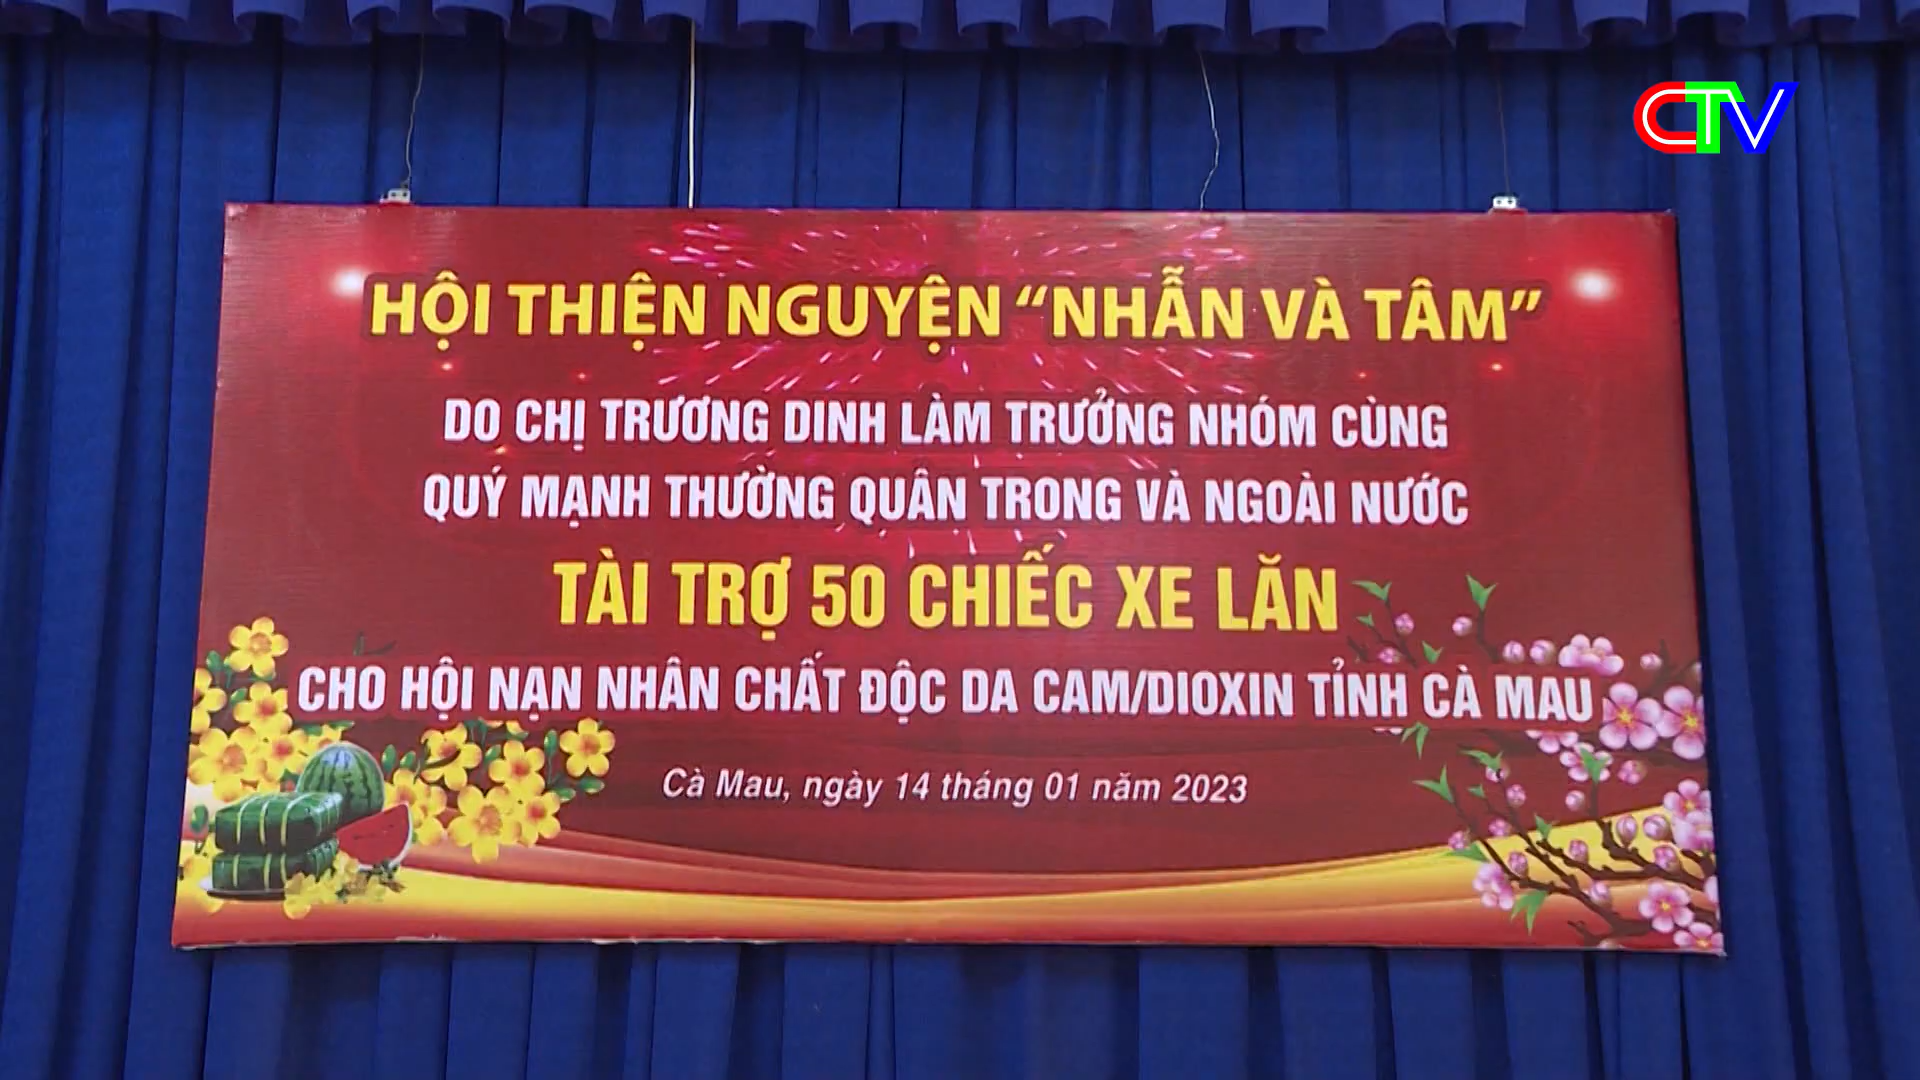 CTV
HỘI THIỆN NGUYỆN “NHẪN VÀ TÂM”
DO CHỊ TRƯƠNG DINH LÀM TRƯỞNG NHÓM CÙNG
QUÝ MẠNH THƯỜNG QUÂN TRONG VÀ NGOÀI NƯỚC
TÀI TRỢ 50 CHIẾC XE LĂN
CHO HỘI NẠN NHÂN CHẤT ĐỘC DA CAM/DIOXIN TỈNH CÀ MAU
Cà Mau, ngày 14 tháng 01 năm 2023